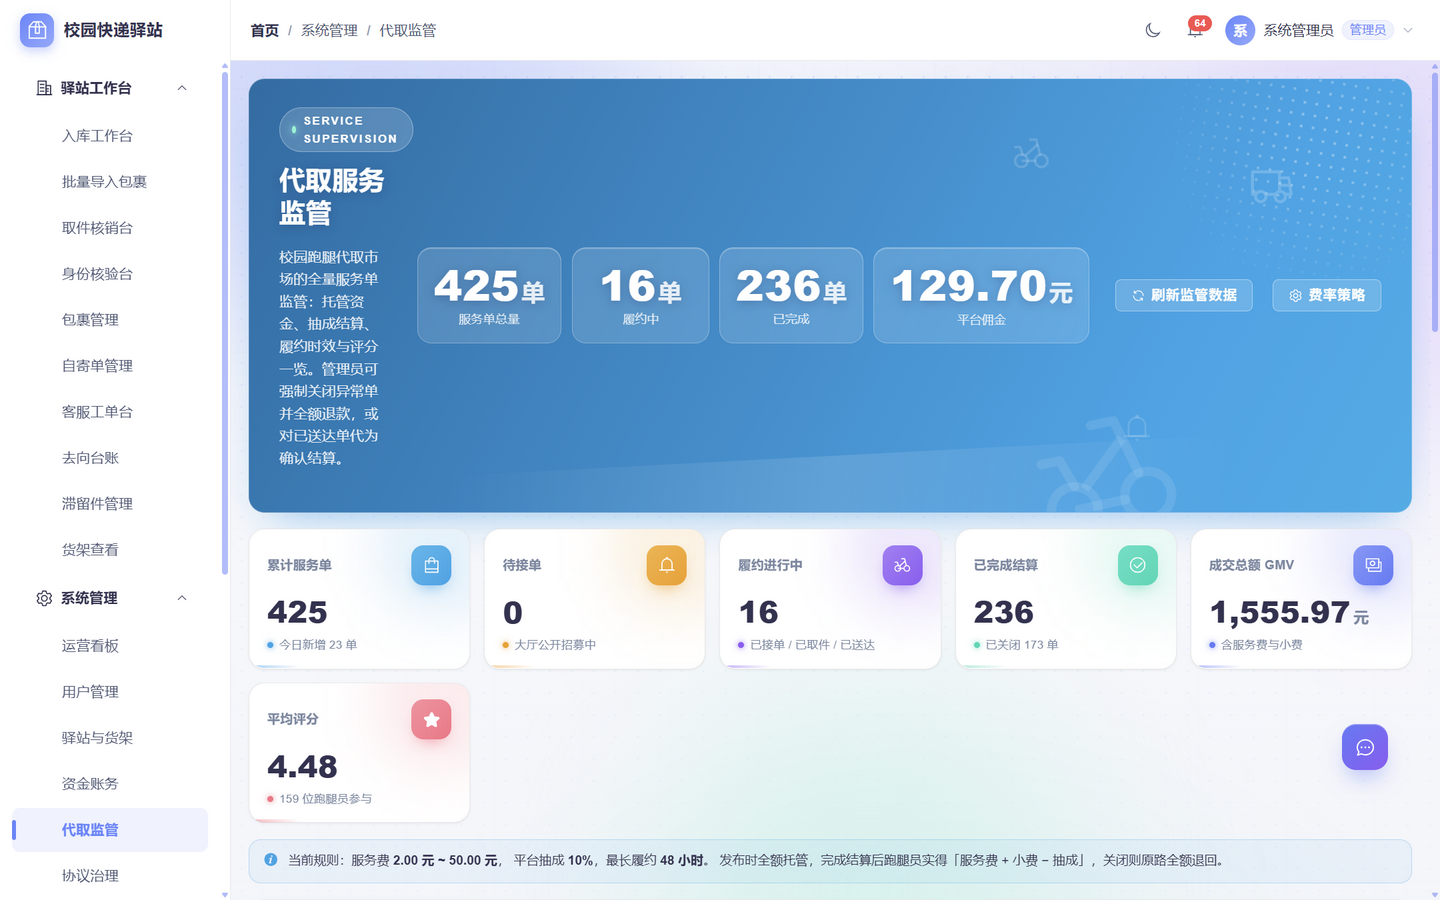 校园快递驿站
首页 / 系统管理 / 代取监管
64
系
系统管理员
管理员
驿站工作台
入库工作台
批量导入包裹
取件核销台
身份核验台
包裹管理
自寄单管理
客服工单台
去向台账
滞留件管理
货架查看
系统管理
运营看板
用户管理
驿站与货架
资金账务
代取监管
协议治理
SERVICE
SUPERVISION
代取服务
监管
校园跑腿代取市
场的全量服务单
监管：托管资
金、抽成结算、
履约时效与评分
一览。管理员可
强制关闭异常单
并全额退款，或
对已送达单代为
确认结算。
425单
服务单总量
16单
履约中
236单
已完成
129.70元
平台佣金
刷新监管数据
费率策略
累计服务单
425
今日新增 23 单
待接单
0
大厅公开招募中
履约进行中
16
已接单 / 已取件 / 已送达
已完成结算
236
已关闭 173 单
成交总额 GMV
1,555.97元
含服务费与小费
平均评分
4.48
159 位跑腿员参与
当前规则：服务费 2.00 元 ~ 50.00 元， 平台抽成 10%，最长履约 48 小时。 发布时全额托管，完成结算后跑腿员实得「服务费 + 小费 − 抽成」，关闭则原路全额退回。